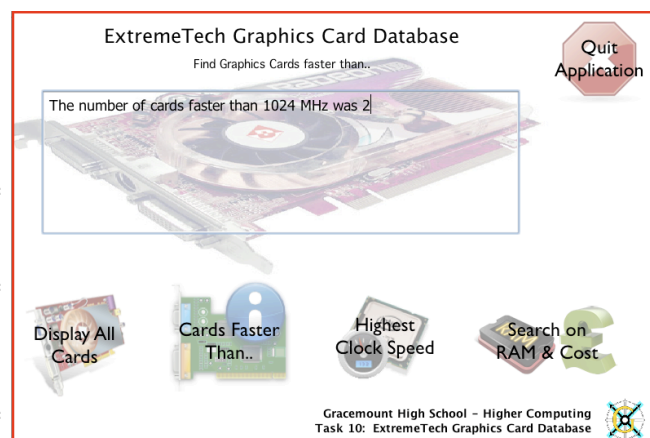 ExtremeTech Graphics Card Database
Quit
Application
Find Graphics Cards faster than..
The number of cards faster than 1024 MHz was 2
Display All
Cards
Cards Faster
Than..
Highest
Clock Speed
Search on
RAM & Cost
Gracemount High School – Higher Computing
Task 10: ExtremeTech Graphics Card Database